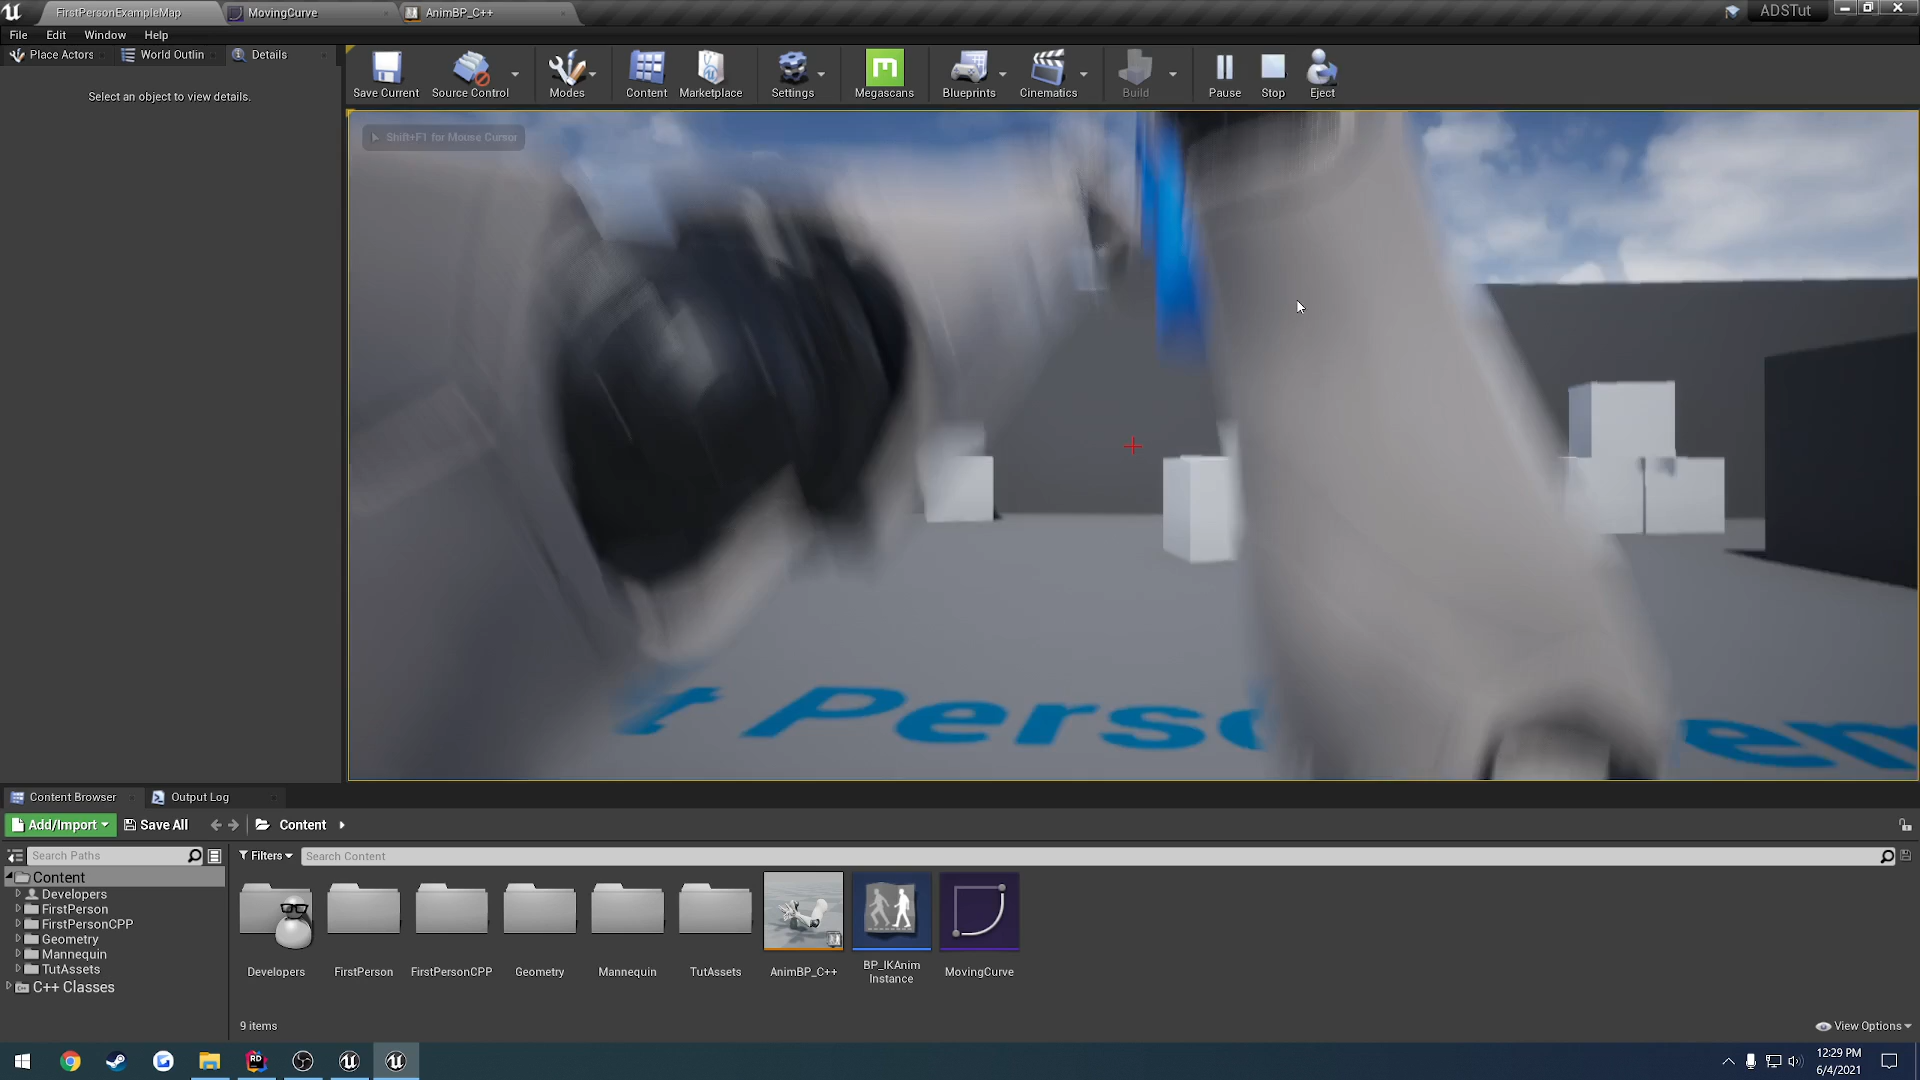 FirstPersonExampleMap
MovingCurve
AnimBP_C++
ADSTut
File Edit Window Help
Place Actors
World Outlin
Details
Select an object to view details.
Save Current
Source Control
Modes
Content
Marketplace
Settings
Megascans
Blueprints
Cinematics
Build
Pause
Stop
Eject
Shift+F1 for Mouse Cursor
t Perso
em
Content Browser
Output Log
Add/Import
Save All
Content
Search Paths
Filters
Search Content
Content
Developers
FirstPerson
FirstPersonCPP
Geometry
Mannequin
TutAssets
C++ Classes
Developers
FirstPerson
FirstPersonCPP
Geometry
Mannequin
TutAssets
AnimBP_C++
BP_IKAnim
Instance
MovingCurve
9 items
View Options
RD
12:29 PM
6/4/2021